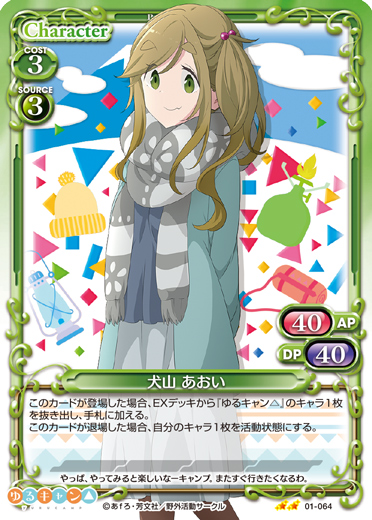 Character
COST
3
SOURCE
3
40 AP
DP 40
犬山 あおい
このカードが登場した場合、EXデッキから『ゆるキャン△』のキャラ1枚
を抜き出し、手札に加える。
このカードが退場した場合、自分のキャラ1枚を活動状態にする。
やっぱ、やってみると楽しいなーキャンプ。またすぐ行きたくなるわ。
ゆるキャン△
©あfろ・芳文社/野外活動サークル
01-064